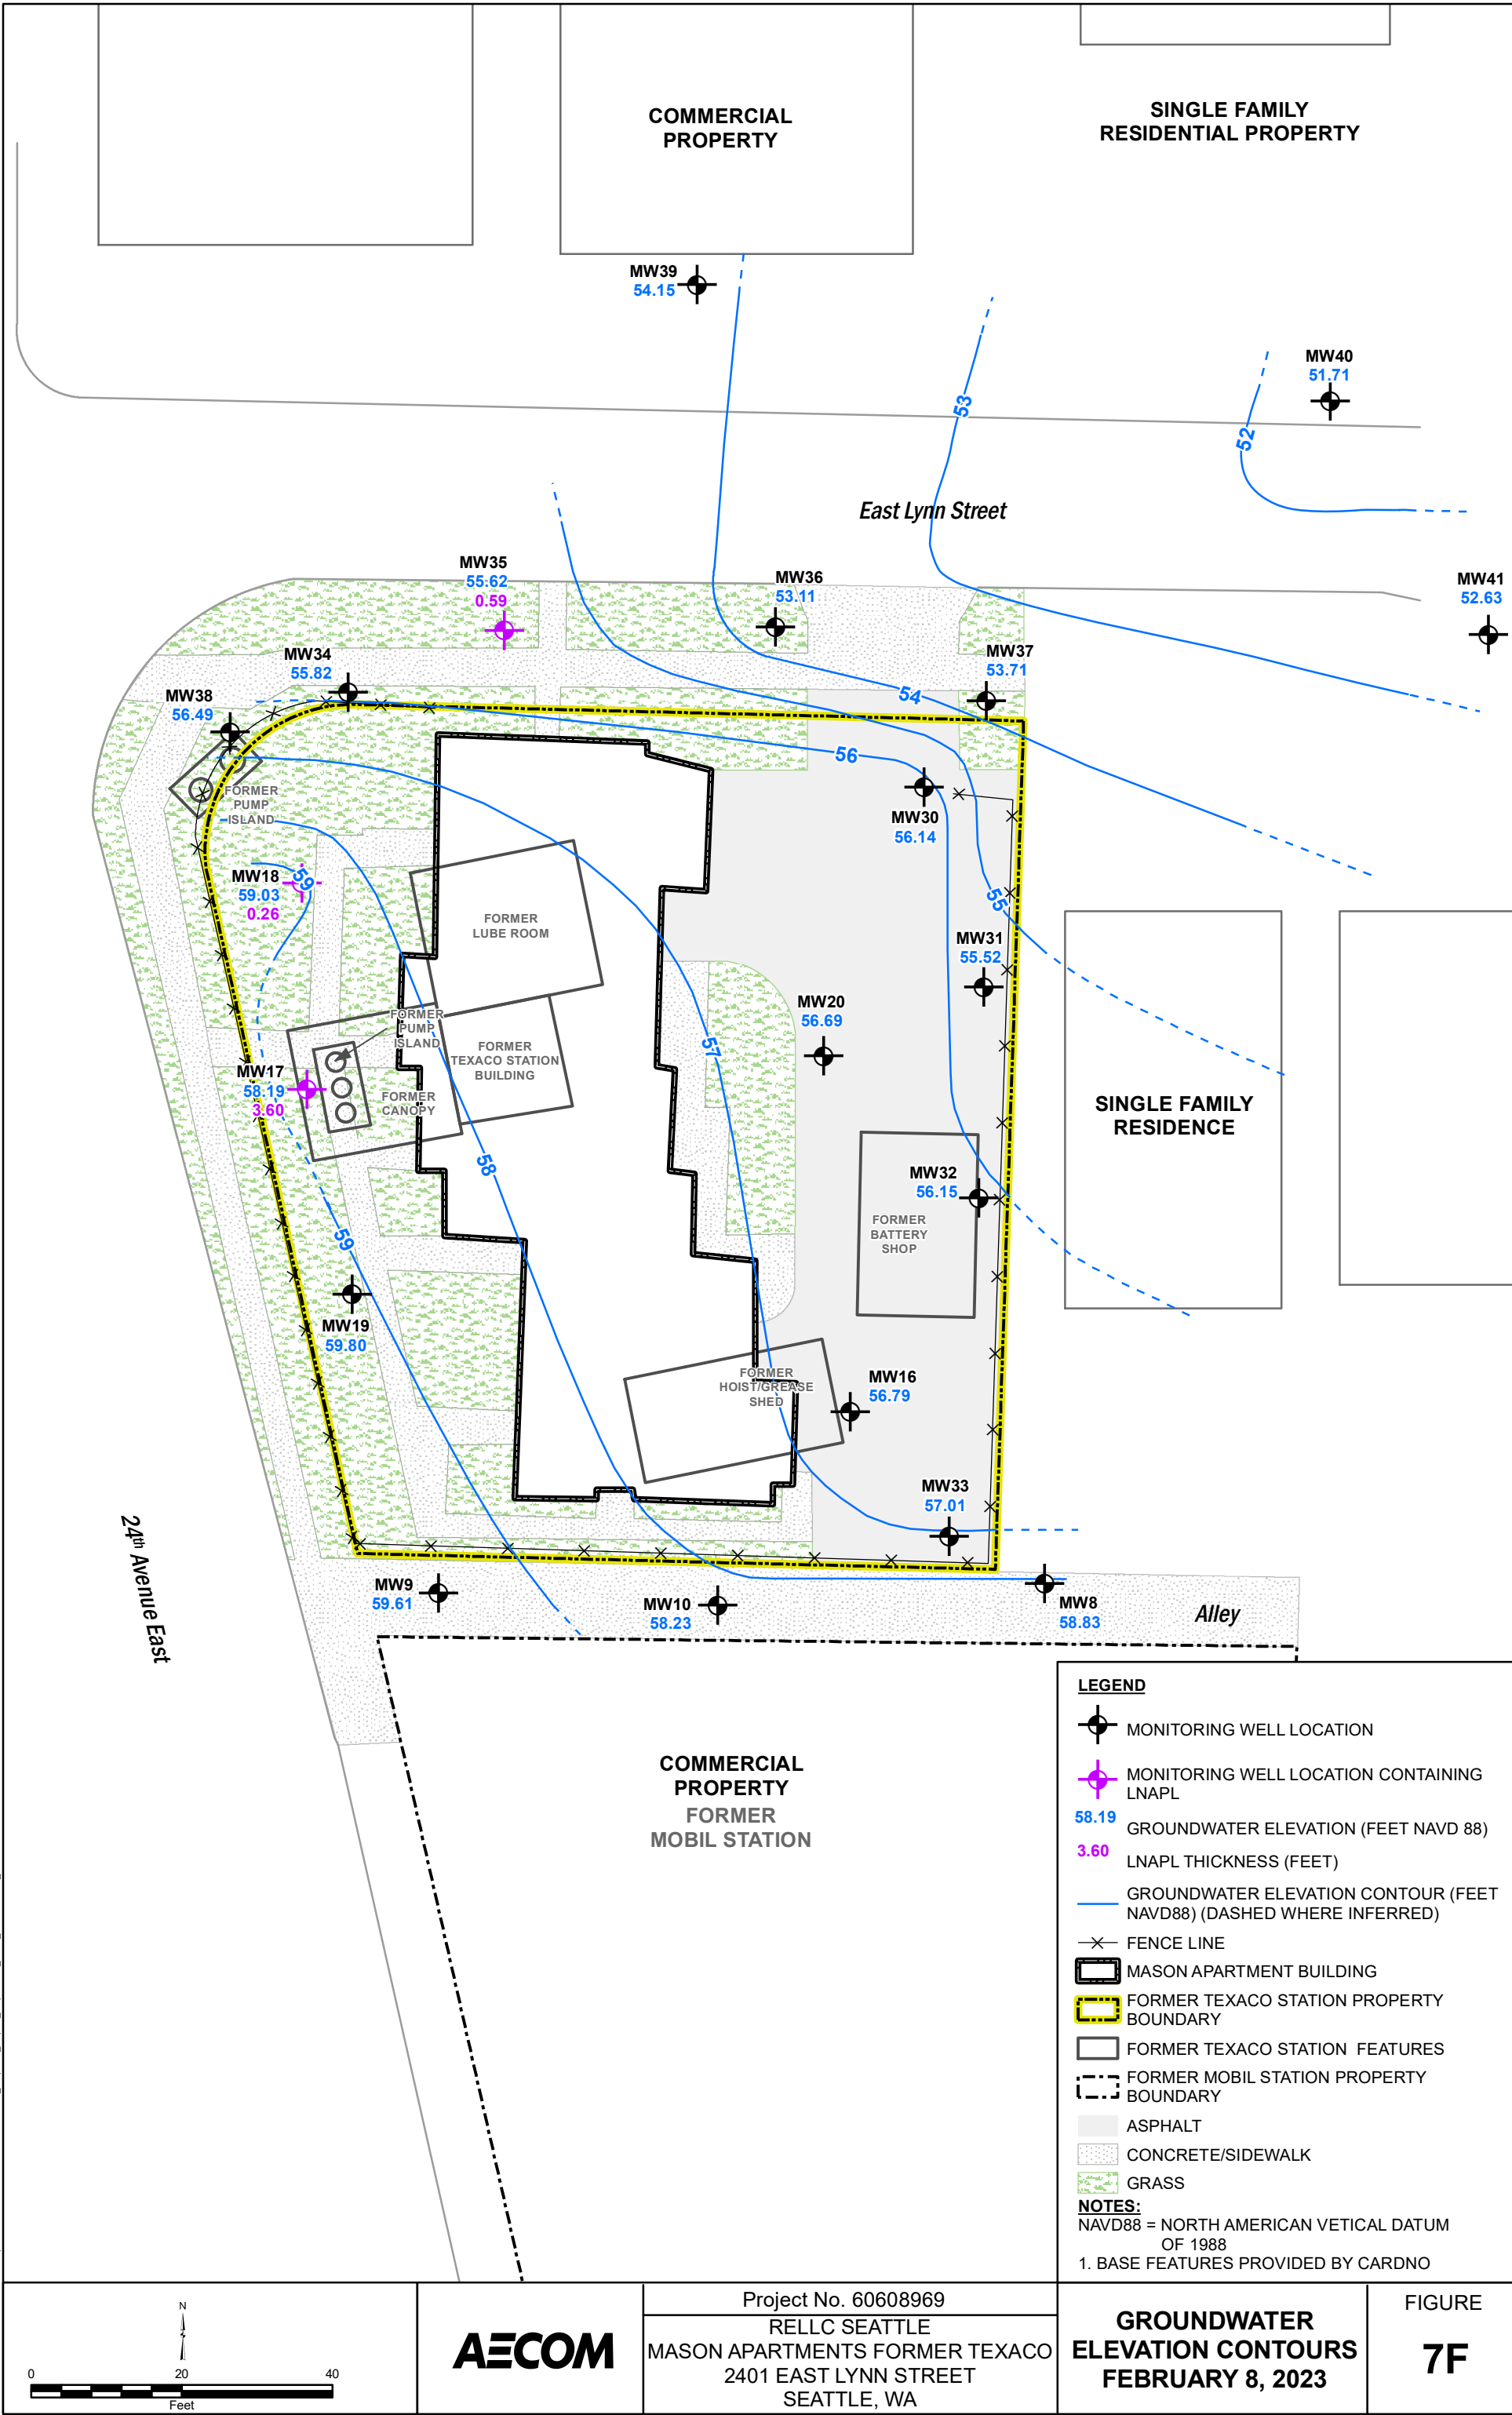 COMMERCIAL
PROPERTY
SINGLE FAMILY
RESIDENTIAL PROPERTY
MW39
54.15
MW40
51.71
53
52
East Lynn Street
MW35
55.62
0.59
MW36
53.11
MW41
52.63
MW34
55.82
MW37
53.71
MW38
56.49
54
56
FORMER
PUMP
ISLAND
MW30
56.14
MW18
59.03
0.26
59
55
FORMER
LUBE ROOM
MW31
55.52
MW20
56.69
FORMER
PUMP
ISLAND
FORMER
TEXACO STATION
BUILDING
57
MW17
58.19
3.60
FORMER
CANOPY
SINGLE FAMILY
RESIDENCE
58
MW32
56.15
FORMER
BATTERY
SHOP
59
MW19
59.80
FORMER
HOIST/GREASE
SHED
MW16
56.79
MW33
57.01
24th Avenue East
MW9
59.61
MW10
58.23
MW8
58.83
Alley
COMMERCIAL
PROPERTY
FORMER
MOBIL STATION
LEGEND
MONITORING WELL LOCATION
MONITORING WELL LOCATION CONTAINING
LNAPL
58.19
GROUNDWATER ELEVATION (FEET NAVD 88)
3.60
LNAPL THICKNESS (FEET)
GROUNDWATER ELEVATION CONTOUR (FEET
NAVD88) (DASHED WHERE INFERRED)
FENCE LINE
MASON APARTMENT BUILDING
FORMER TEXACO STATION PROPERTY
BOUNDARY
FORMER TEXACO STATION FEATURES
FORMER MOBIL STATION PROPERTY
BOUNDARY
ASPHALT
CONCRETE/SIDEWALK
GRASS
NOTES:
NAVD88 = NORTH AMERICAN VETICAL DATUM
OF 1988
1. BASE FEATURES PROVIDED BY CARDNO
N
0 20 40
Feet
AECOM
Project No. 60608969
RELLC SEATTLE
MASON APARTMENTS FORMER TEXACO
2401 EAST LYNN STREET
SEATTLE, WA
GROUNDWATER
ELEVATION CONTOURS
FEBRUARY 8, 2023
FIGURE
7F